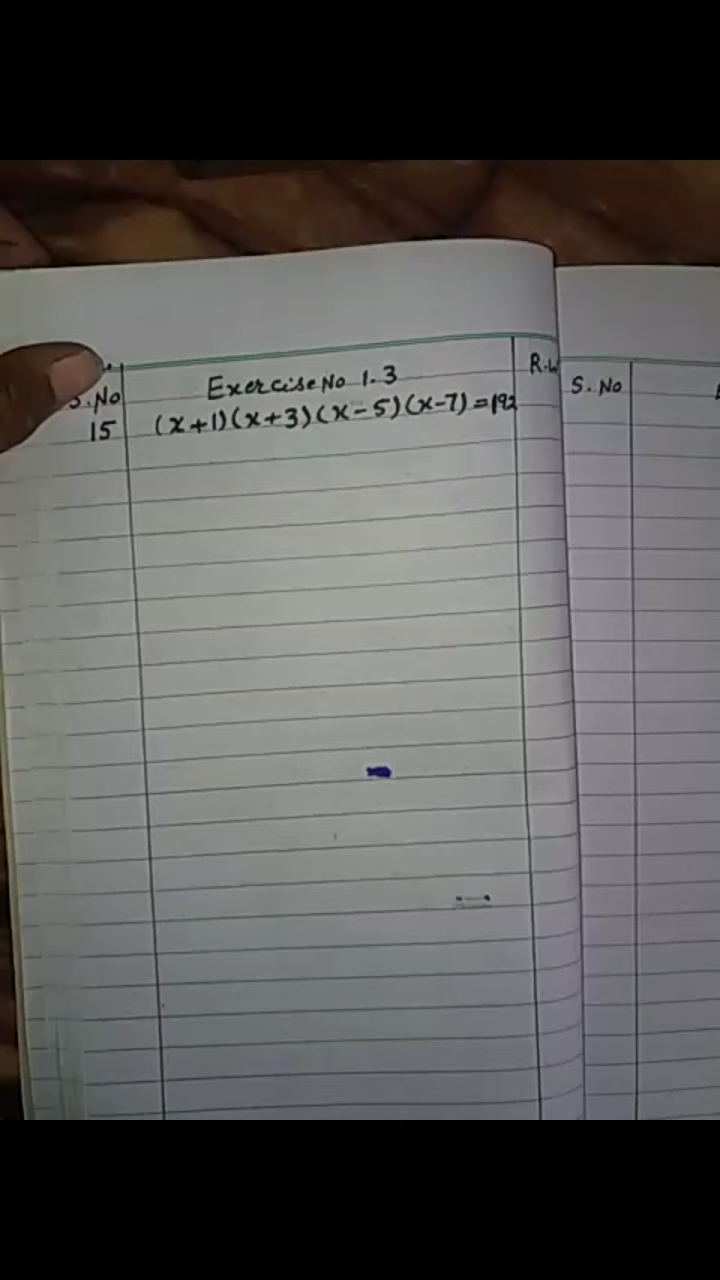 S.No Exercise No 1.3 R.W
15 (x+1)(x+3)(x-5)(x-7)=192
S. No